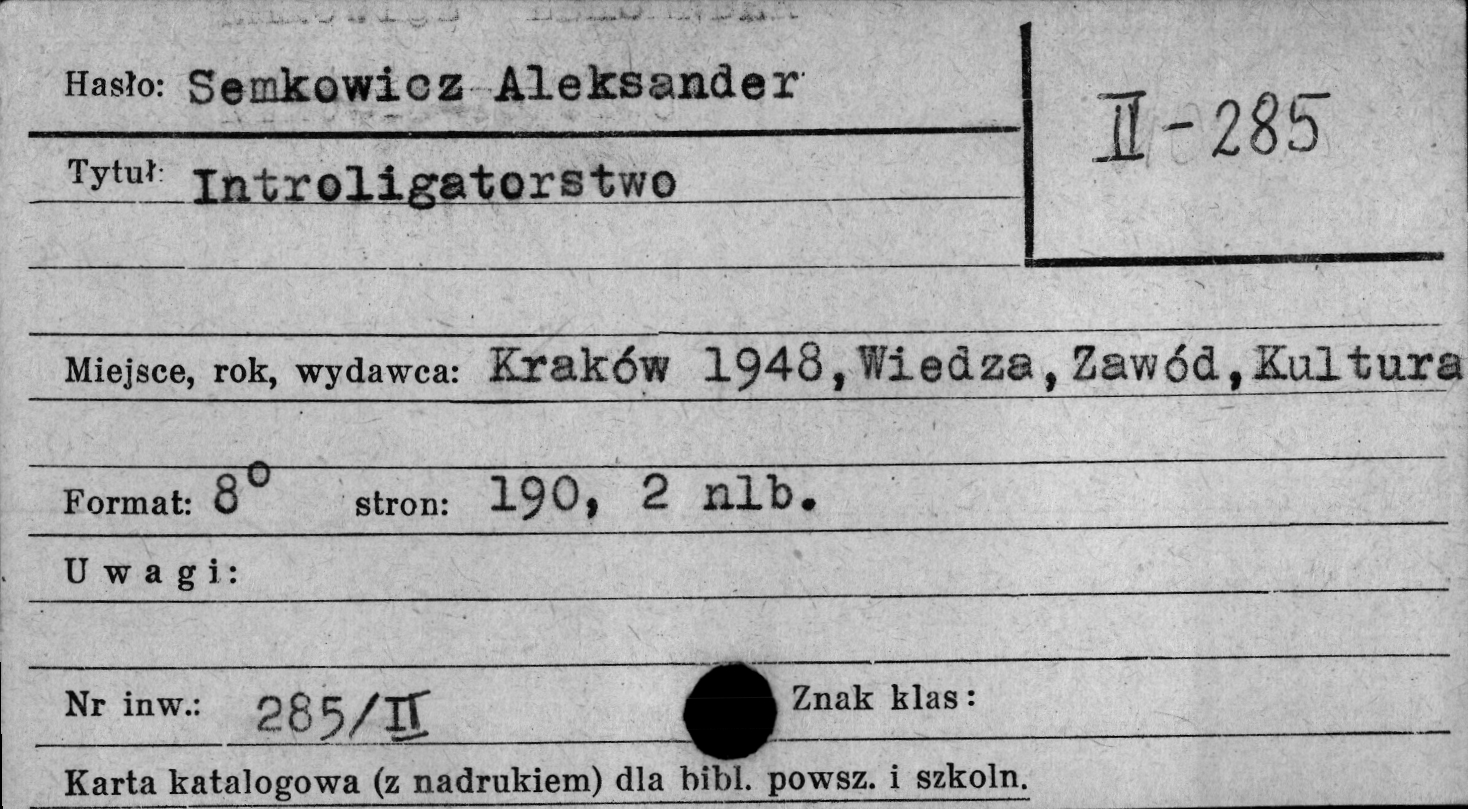 Hasło: Semkowicz Aleksander
II-285
Tytuł: Introligatorstwo
Miejsce, rok, wydawca: Kraków 1948, Wiedza, Zawód, Kultura
Format: 8° stron: 190, 2 nlb.
Uwagi:
Nr inw.: 285/II Znak klas:
Karta katalogowa (z nadrukiem) dla bibl. powsz. i szkoln.